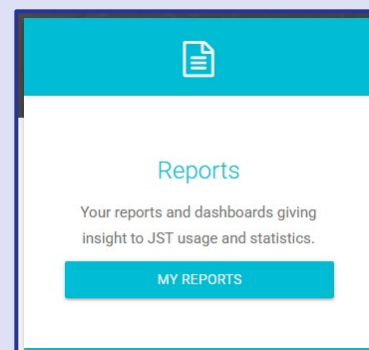 Reports
Your reports and dashboards giving
insight to JST usage and statistics.
MY REPORTS